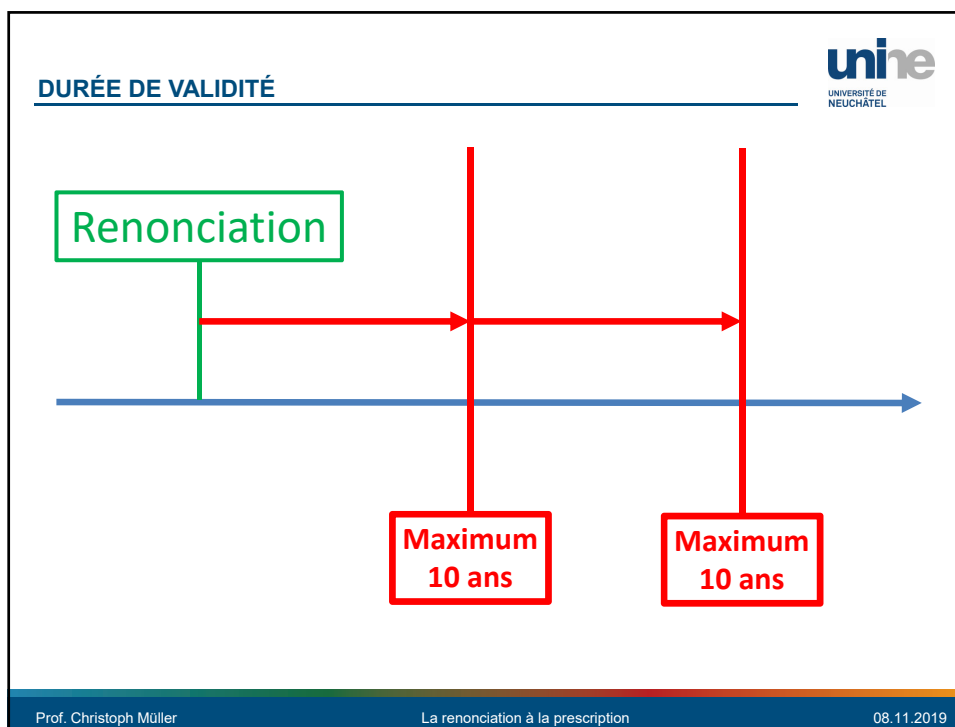 DURÉE DE VALIDITÉ
unine
UNIVERSITÉ DE
NEUCHÂTEL
Renonciation
Maximum
10 ans
Maximum
10 ans
Prof. Christoph Müller
La renonciation à la prescription
08.11.2019